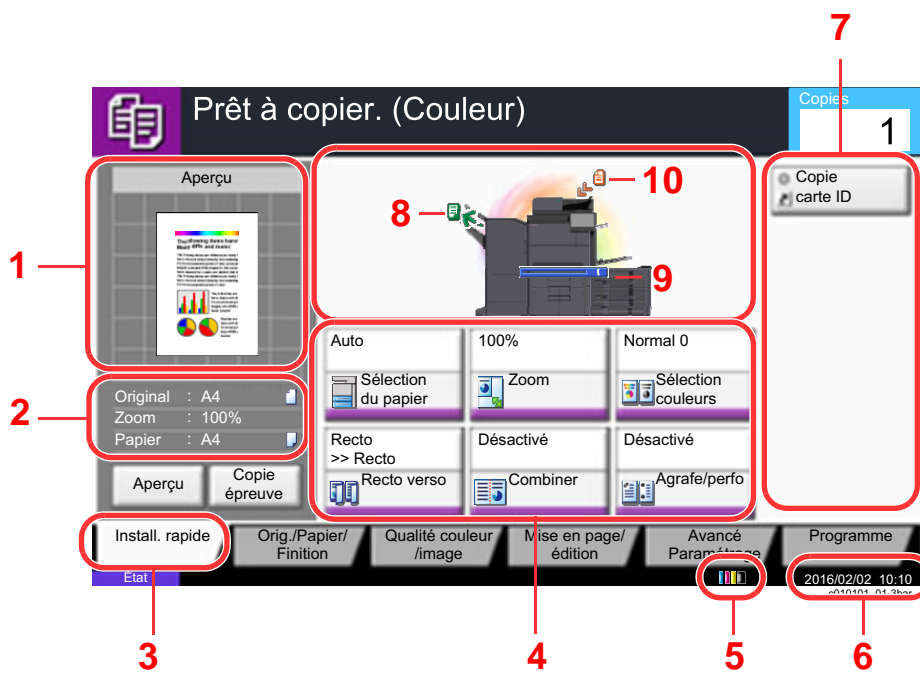 7
Prêt à copier. (Couleur)
Copies
1
Aperçu
1
8
10
9
Copie
carte ID
2
Original : A4
Zoom : 100%
Papier : A4
Aperçu
Copie
épreuve
Auto
Sélection
du papier
100%
Zoom
Normal 0
Sélection
couleurs
Recto
>> Recto
Recto verso
Désactivé
Combiner
Désactivé
Agrafe/perfo
Install. rapide
Orig./Papier/
Finition
Qualité couleur
/image
Mise en page/
édition
Avancé
Paramétrage
Programme
Etat
2016/02/02 10:10
c010101_01-3bar
3
4
5
6